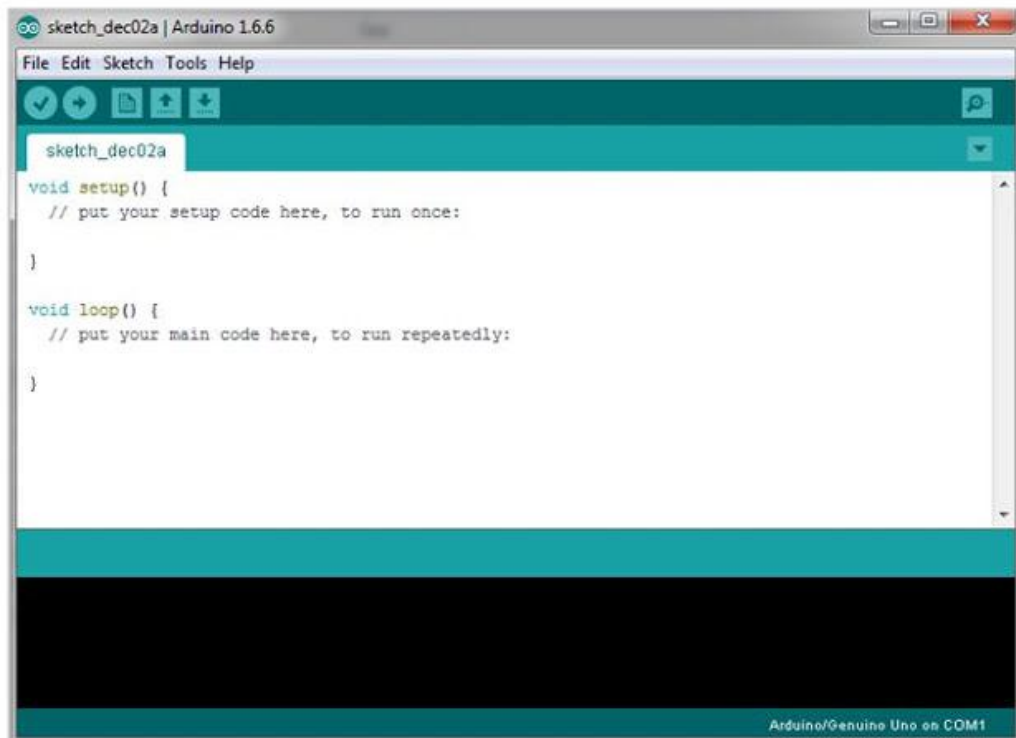 sketch_dec02a | Arduino 1.6.6
File Edit Sketch Tools Help
sketch_dec02a
void setup() {
  // put your setup code here, to run once:
}
void loop() {
  // put your main code here, to run repeatedly:
}
Arduino/Genuino Uno on COM1